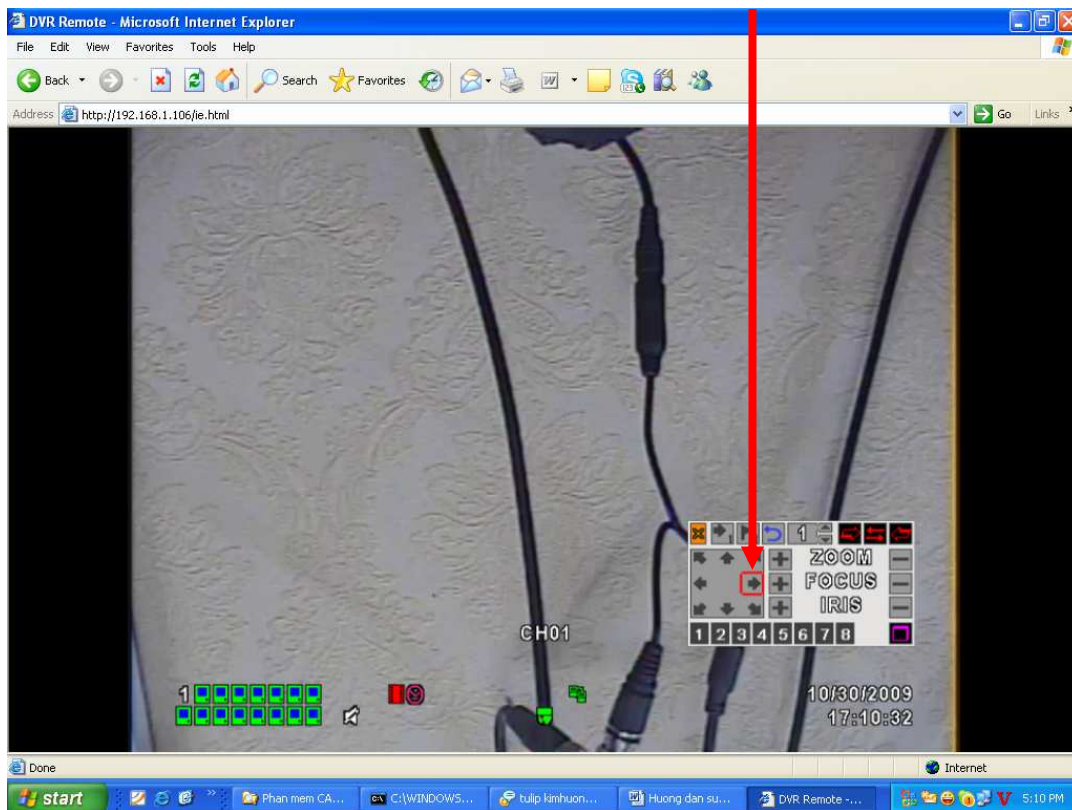 DVR Remote - Microsoft Internet Explorer
File Edit View Favorites Tools Help
Back Search Favorites
Address http://192.168.1.106/ie.html Go Links
1
ZOOM
FOCUS
IRIS
1 2 3 4 5 6 7 8
CH01
1
10/30/2009
17:10:32
Done Internet
start Phan mem CA... C:\WINDOWS... tulip kimhuon... Huong dan su... DVR Remote -... V 5:10 PM